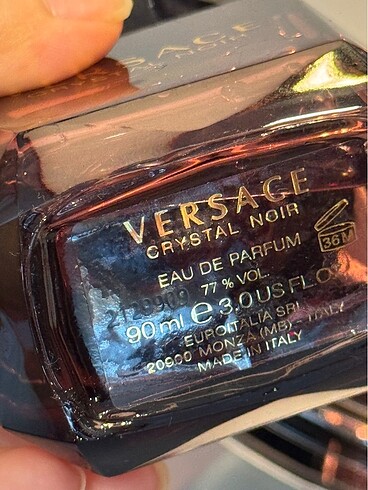 VERSACE
CRYSTAL NOIR
EAU DE PARFUM
36M
77% VOL.
90 ml e 3.0 US FL.O
EUROITALIA SRL
20900 MONZA (MB) - ITALY
MADE IN ITALY